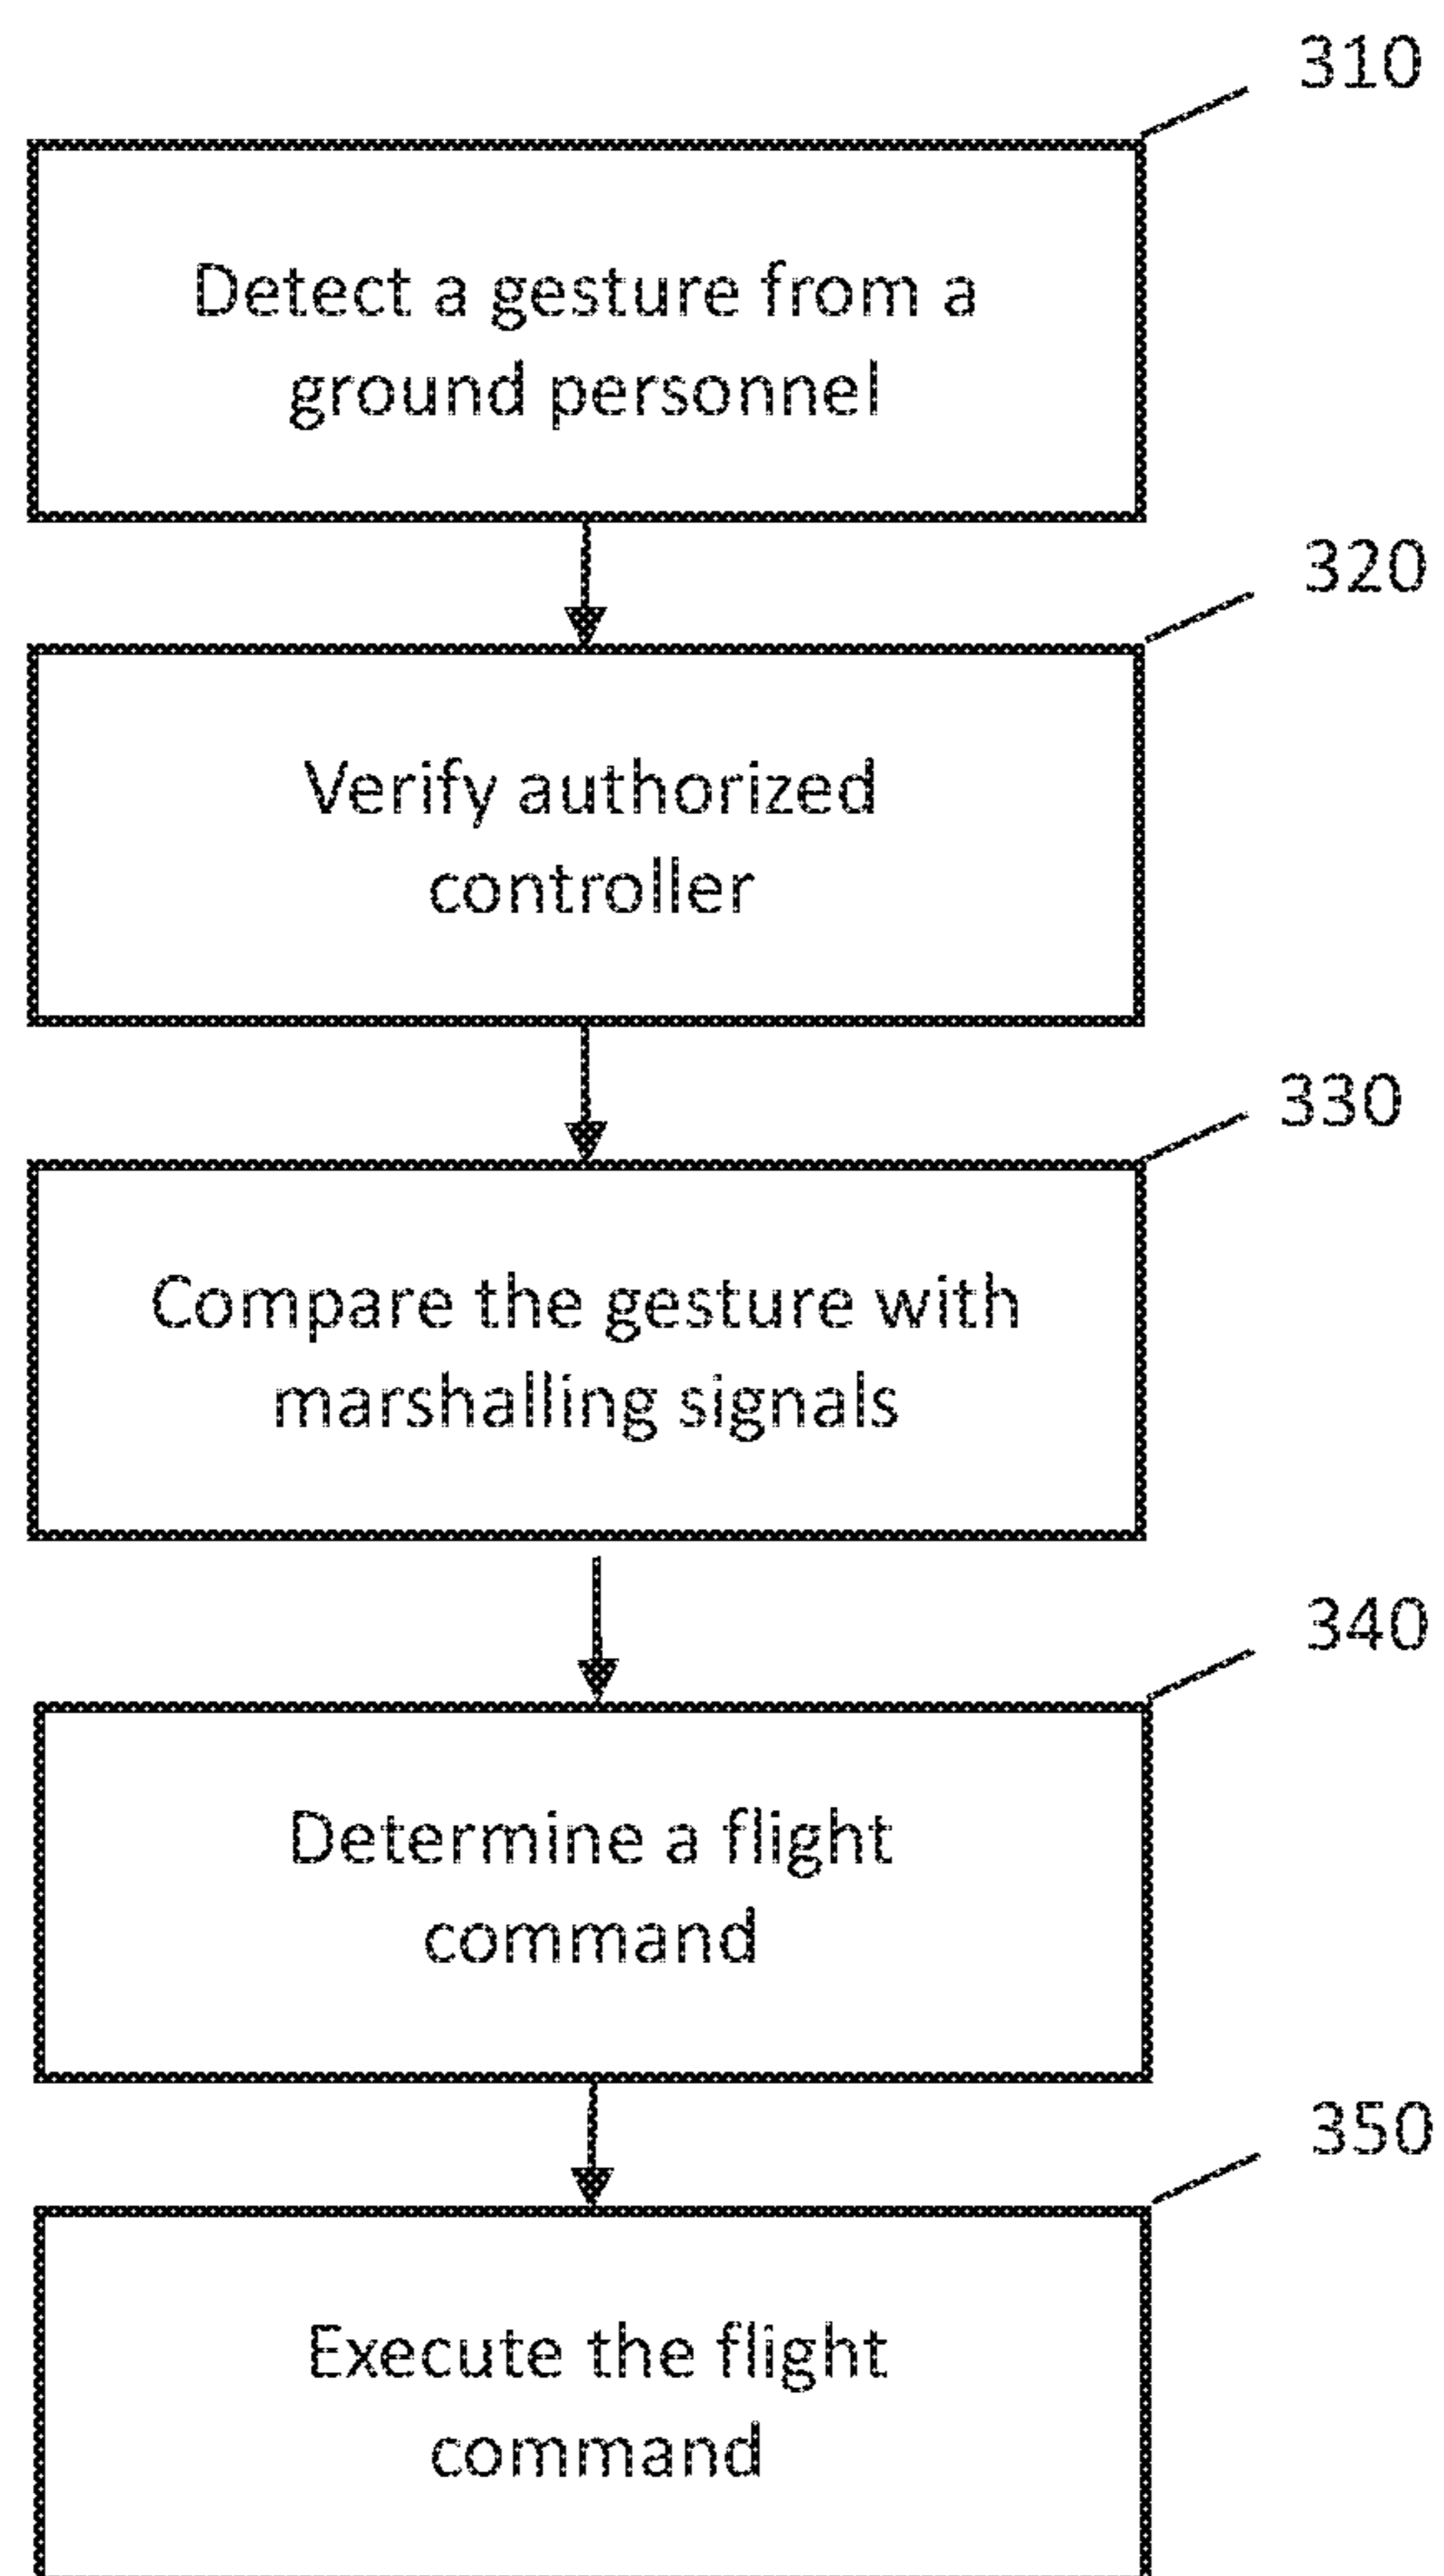 310
Detect a gesture from a
ground personnel
320
Verify authorized
controller
330
Compare the gesture with
marshalling signals
340
Determine a flight
command
350
Execute the flight
command